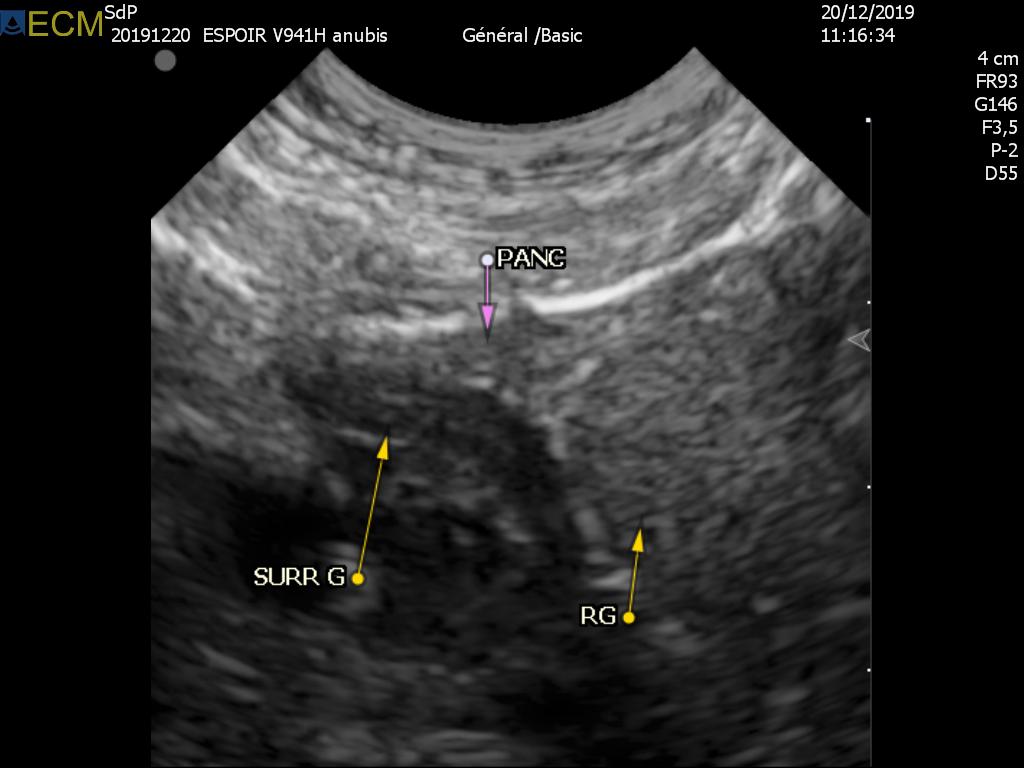 ECM
SdP
20191220 ESPOIR V941H anubis
Général /Basic
20/12/2019
11:16:34
4 cm
FR93
G146
F3,5
P-2
D55
PANC
SURR G
RG